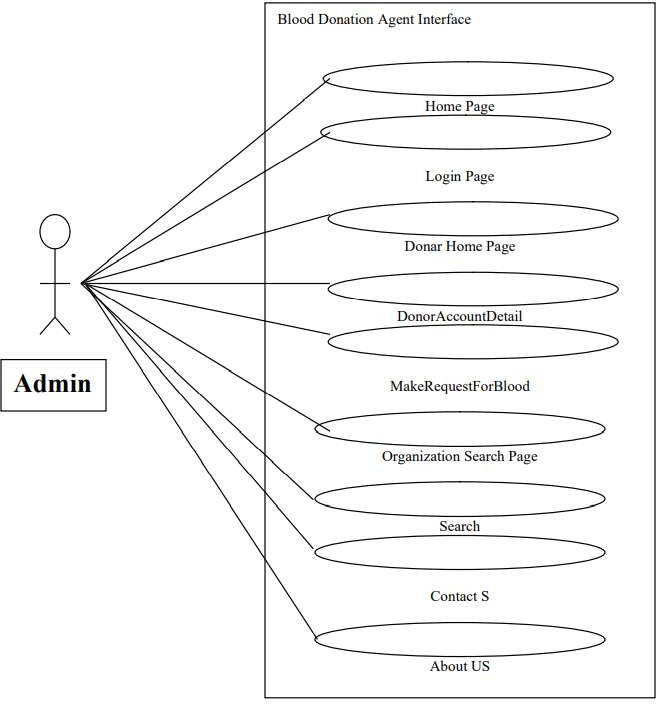 Blood Donation Agent Interface
Home Page
Login Page
Donar Home Page
DonorAccountDetail
Admin
MakeRequestForBlood
Organization Search Page
Search
Contact S
About US